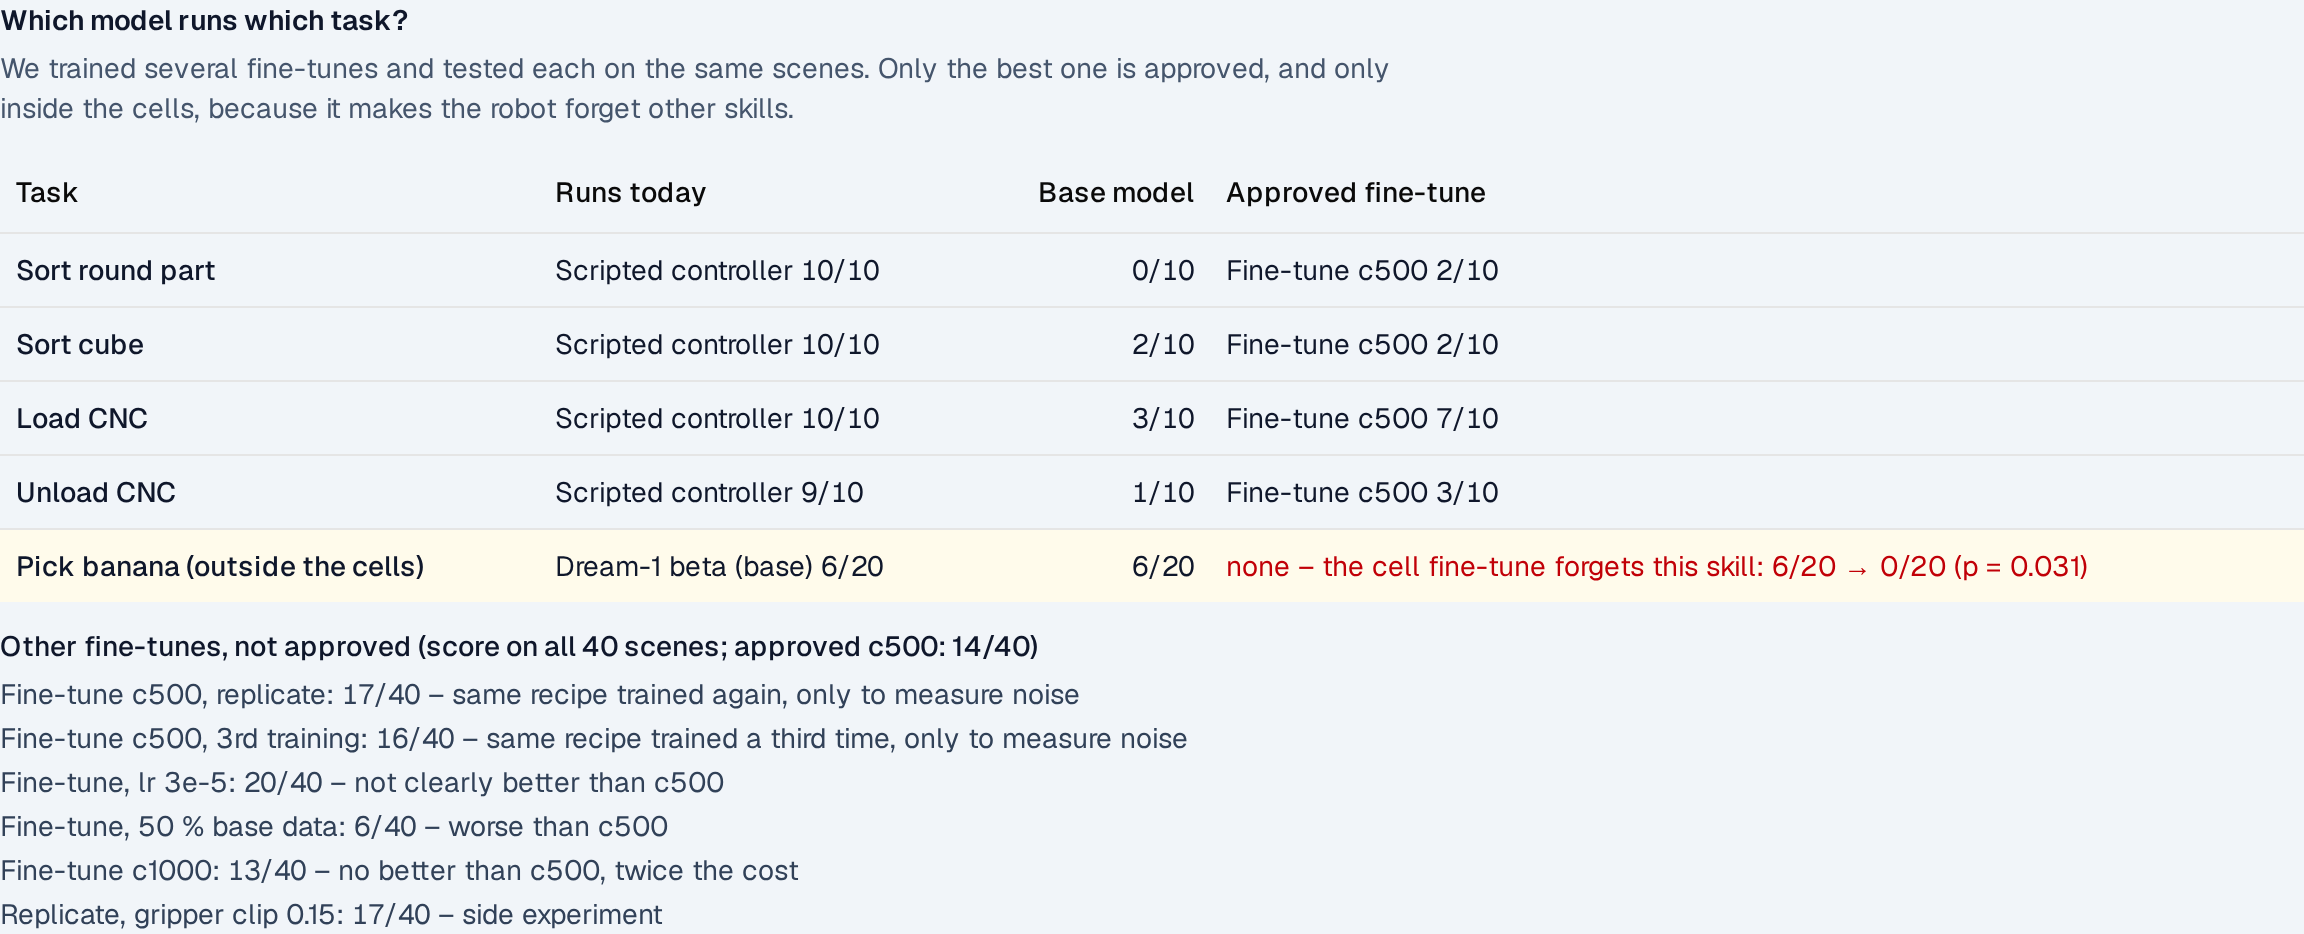 Which model runs which task?
We trained several fine-tunes and tested each on the same scenes. Only the best one is approved, and only
inside the cells, because it makes the robot forget other skills.
Task Runs today Base model Approved fine-tune
Sort round part Scripted controller 10/10 0/10 Fine-tune c500 2/10
Sort cube Scripted controller 10/10 2/10 Fine-tune c500 2/10
Load CNC Scripted controller 10/10 3/10 Fine-tune c500 7/10
Unload CNC Scripted controller 9/10 1/10 Fine-tune c500 3/10
Pick banana (outside the cells) Dream-1 beta (base) 6/20 6/20 none – the cell fine-tune forgets this skill: 6/20 → 0/20 (p = 0.031)
Other fine-tunes, not approved (score on all 40 scenes; approved c500: 14/40)
Fine-tune c500, replicate: 17/40 – same recipe trained again, only to measure noise
Fine-tune c500, 3rd training: 16/40 – same recipe trained a third time, only to measure noise
Fine-tune, lr 3e-5: 20/40 – not clearly better than c500
Fine-tune, 50 % base data: 6/40 – worse than c500
Fine-tune c1000: 13/40 – no better than c500, twice the cost
Replicate, gripper clip 0.15: 17/40 – side experiment